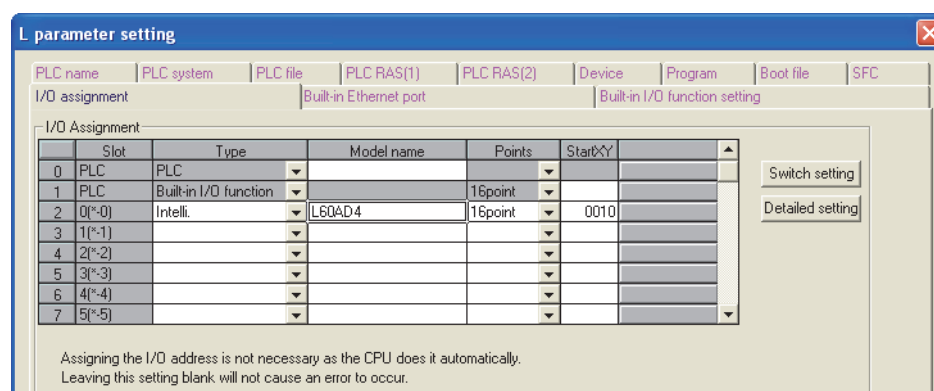 L parameter setting
PLC name PLC system PLC file PLC RAS(1) PLC RAS(2) Device Program Boot file SFC
I/O assignment Built-in Ethernet port Built-in I/O function setting
I/O Assignment
Slot Type Model name Points StartXY
0 PLC PLC
1 PLC Built-in I/O function 16point
2 0(*-0) Intelli. L60AD4 16point 0010
3 1(*-1)
4 2(*-2)
5 3(*-3)
6 4(*-4)
7 5(*-5)
Switch setting
Detailed setting
Assigning the I/O address is not necessary as the CPU does it automatically.
Leaving this setting blank will not cause an error to occur.